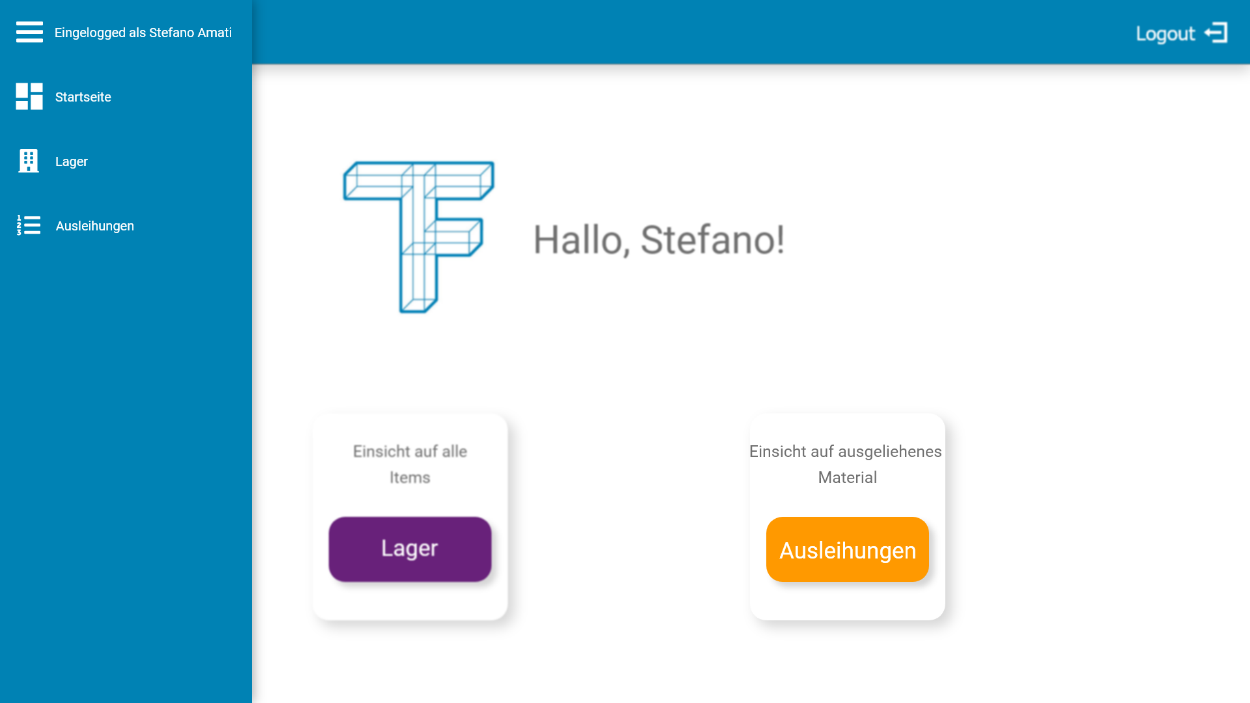 Eingelogged als Stefano Amati
Logout
Startseite
Lager
Ausleihungen
Hallo, Stefano!
Einsicht auf alle
Items
Lager
Einsicht auf ausgeliehenes
Material
Ausleihungen